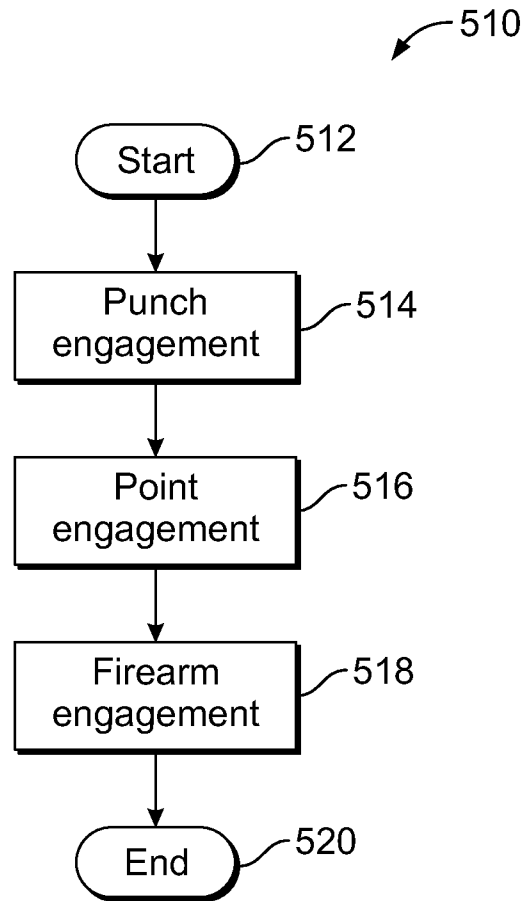 510
Start
512
Punch
engagement
514
Point
engagement
516
Firearm
engagement
518
End
520